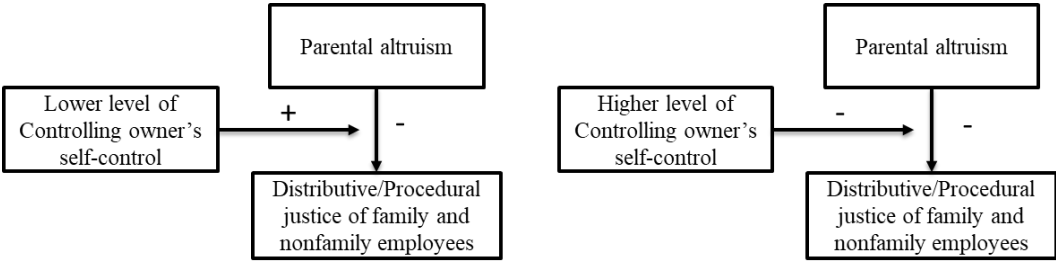 Parental altruism
Lower level of
Controlling owner's
self-control
+
-
Distributive/Procedural
justice of family and
nonfamily employees
Parental altruism
Higher level of
Controlling owner's
self-control
-
-
Distributive/Procedural
justice of family and
nonfamily employees